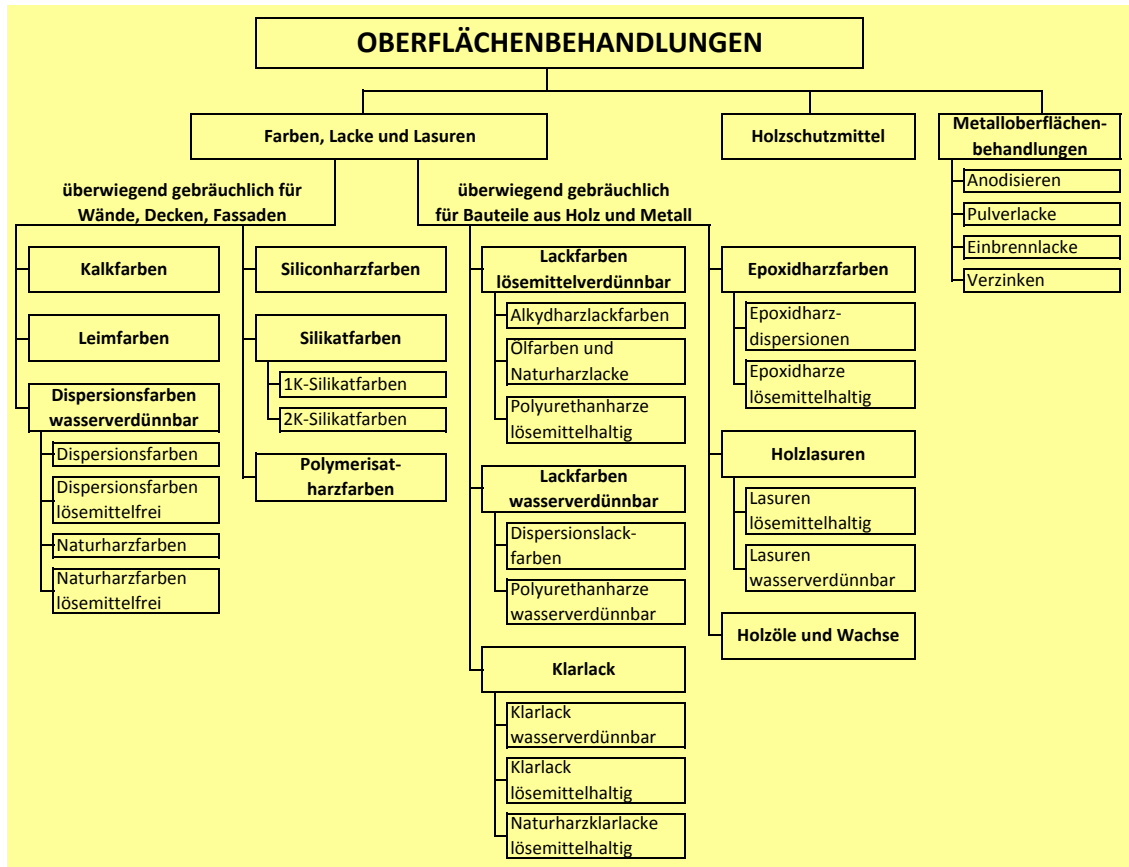 OBERFLÄCHENBEHANDLUNGEN
Farben, Lacke und Lasuren
Holzschutzmittel
Metalloberflächen-
behandlungen
Anodisieren
Pulverlacke
Einbrennlacke
Verzinken
überwiegend gebräuchlich für
Wände, Decken, Fassaden
Kalkfarben
Leimfarben
Dispersionsfarben
wasserverdünnbar
Dispersionsfarben
Dispersionsfarben
lösemittelfrei
Naturharzfarben
Naturharzfarben
lösemittelfrei
Siliconharzfarben
Silikatfarben
1K-Silikatfarben
2K-Silikatfarben
Polymerisat-
harzfarben
überwiegend gebräuchlich
für Bauteile aus Holz und Metall
Lackfarben
lösemittelverdünnbar
Alkydharzlackfarben
Ölfarben und
Naturharzlacke
Polyurethanharze
lösemittelhaltig
Lackfarben
wasserverdünnbar
Dispersionslack-
farben
Polyurethanharze
wasserverdünnbar
Klarlack
Klarlack
wasserverdünnbar
Klarlack
lösemittelhaltig
Naturharzklarlacke
lösemittelhaltig
Epoxidharzfarben
Epoxidharz-
dispersionen
Epoxidharze
lösemittelhaltig
Holzlasuren
Lasuren
lösemittelhaltig
Lasuren
wasserverdünnbar
Holzöle und Wachse